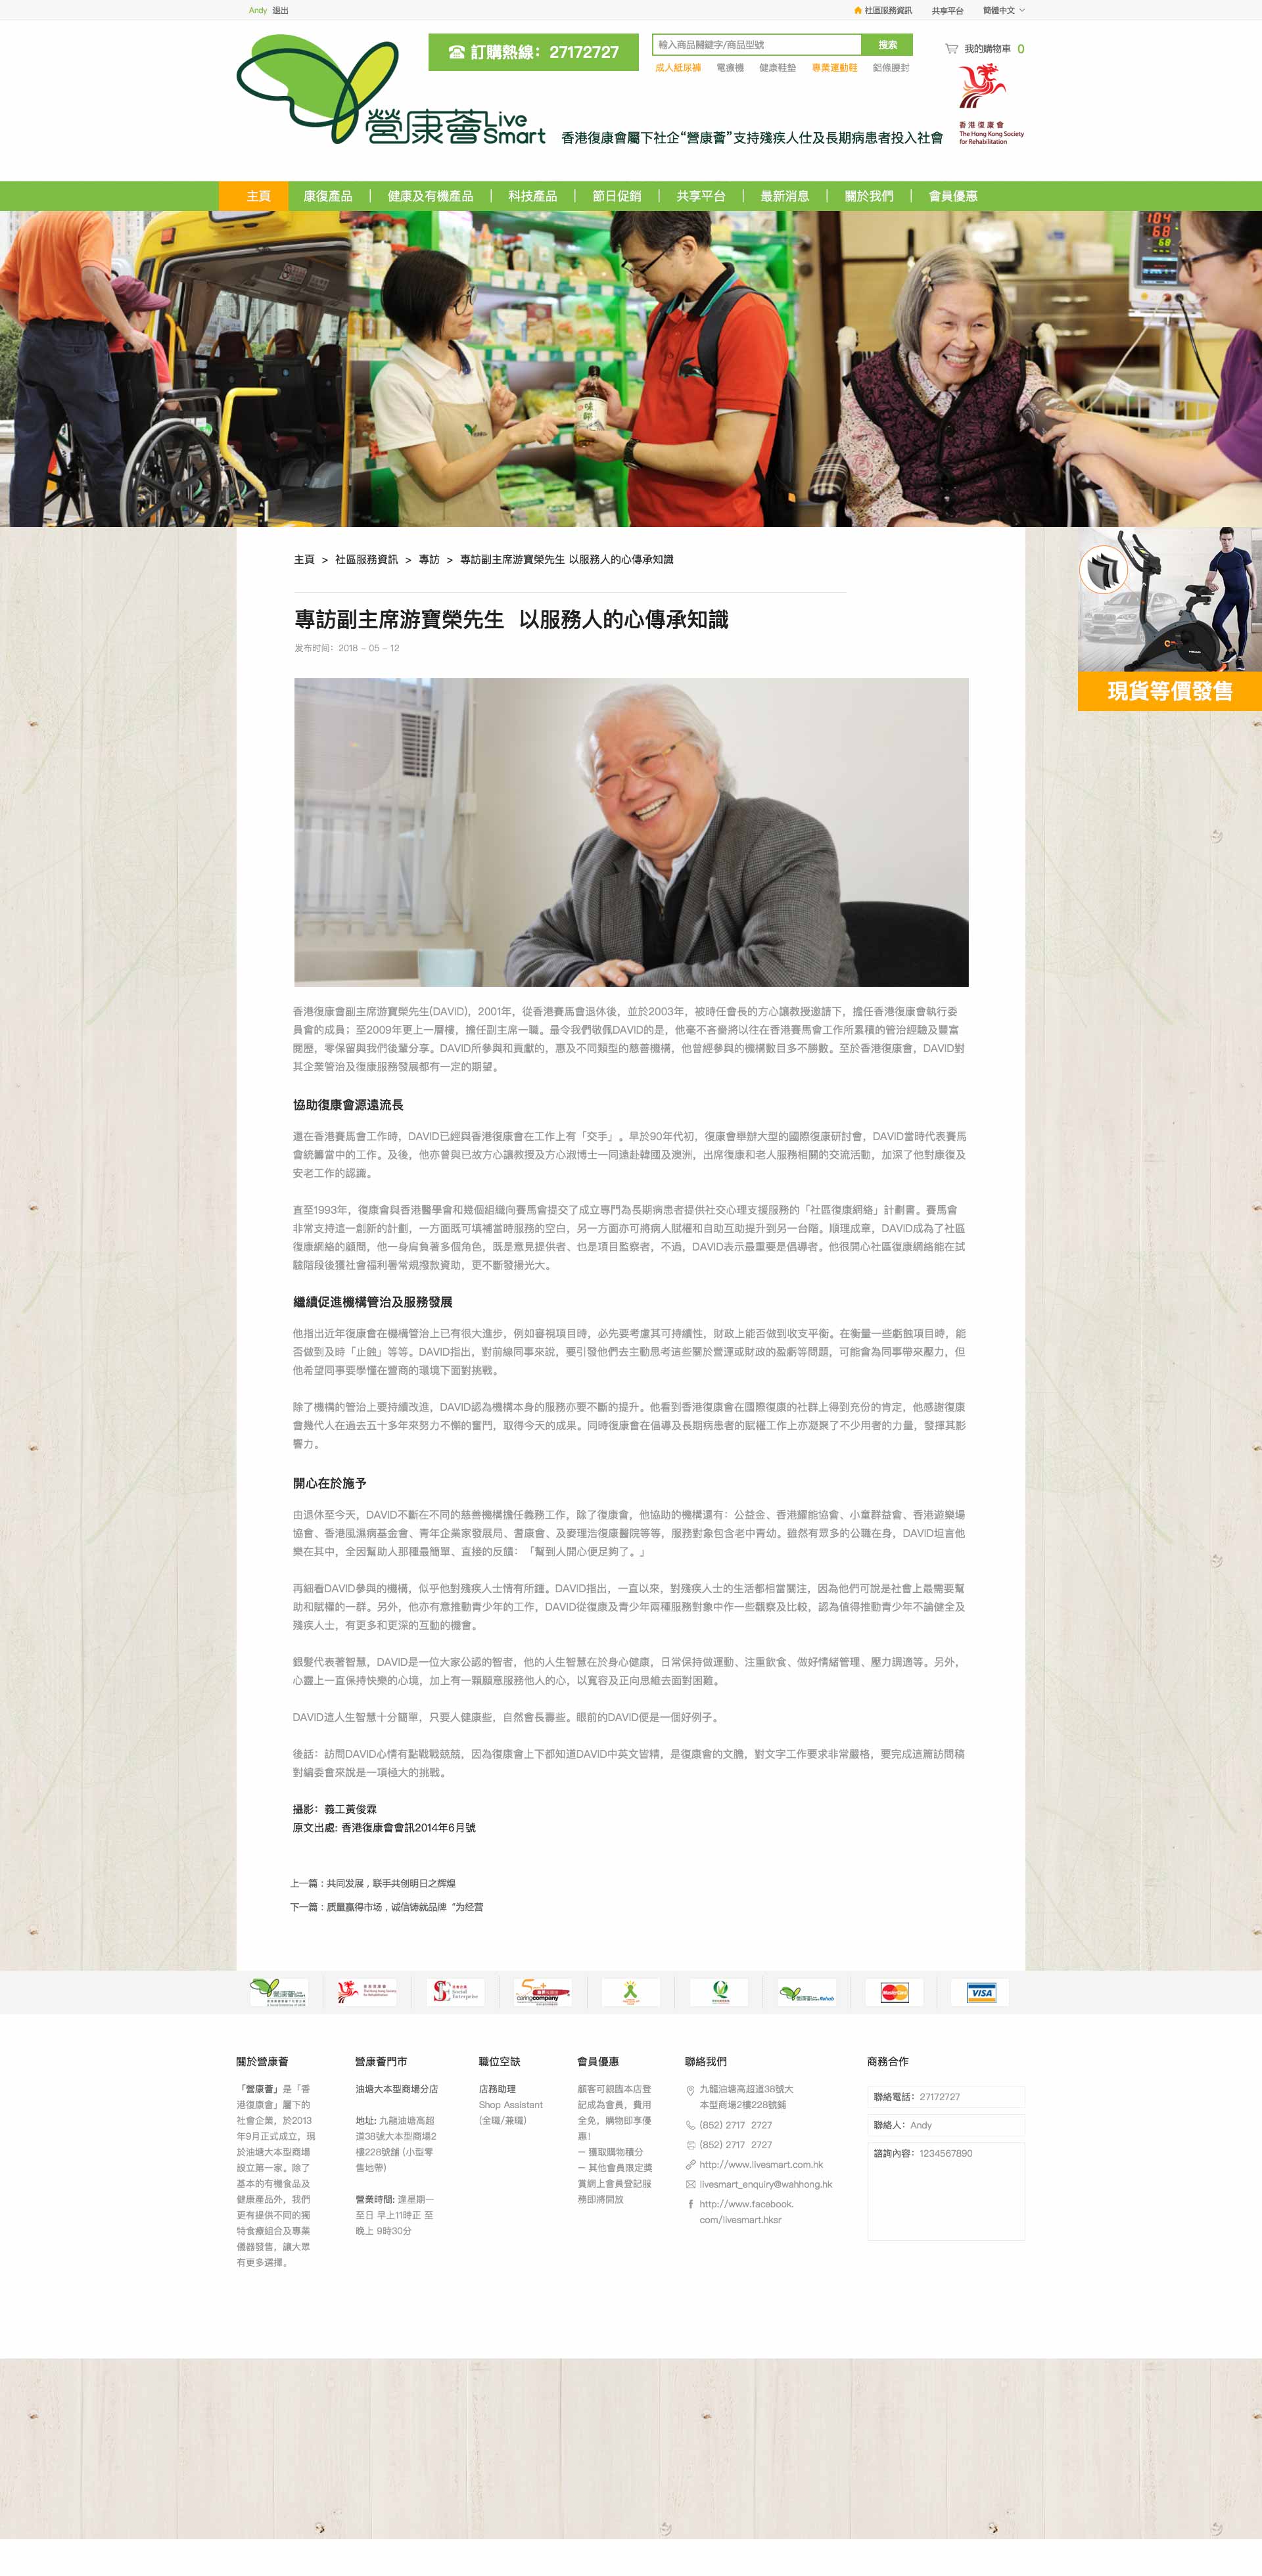 Andy 退出
社區服務資訊 共享平台 簡體中文
訂購熱線：27172727
輸入商品關鍵字/商品型號 搜索
我的購物車 0
成人紙尿褲 電療機 健康鞋墊 專業運動鞋 鋁條腰封
營康薈 Live Smart
香港復康會屬下社企“營康薈”支持殘疾人仕及長期病患者投入社會
香港復康會
The Hong Kong Society
for Rehabilitation
主頁 康復產品 健康及有機產品 科技產品 節日促銷 共享平台 最新消息 關於我們 會員優惠
104
68
68
主頁 > 社區服務資訊 > 專訪 > 專訪副主席游寶榮先生 以服務人的心傳承知識
現貨等價發售
專訪副主席游寶榮先生 以服務人的心傳承知識
发布时间：2018 - 05 - 12
香港復康會副主席游寶榮先生(DAVID)，2001年，從香港賽馬會退休後，並於2003年，被時任會長的方心讓教授邀請下，擔任香港復康會執行委
員會的成員；至2009年更上一層樓，擔任副主席一職。最令我們敬佩DAVID的是，他毫不吝嗇將以往在香港賽馬會工作所累積的管治經驗及豐富
閱歷，零保留與我們後輩分享。DAVID所參與和貢獻的，惠及不同類型的慈善機構，他曾經參與的機構數目多不勝數。至於香港復康會，DAVID對
其企業管治及復康服務發展都有一定的期望。
協助復康會源遠流長
還在香港賽馬會工作時，DAVID已經與香港復康會在工作上有「交手」。早於90年代初，復康會舉辦大型的國際復康研討會，DAVID當時代表賽馬
會統籌當中的工作。及後，他亦曾與已故方心讓教授及方心淑博士一同遠赴韓國及澳洲，出席復康和老人服務相關的交流活動，加深了他對康復及
安老工作的認識。
直至1993年，復康會與香港醫學會和幾個組織向賽馬會提交了成立專門為長期病患者提供社交心理支援服務的「社區復康網絡」計劃書。賽馬會
非常支持這一創新的計劃，一方面既可填補當時服務的空白，另一方面亦可將病人賦權和自助互助提升到另一台階。順理成章，DAVID成為了社區
復康網絡的顧問，他一身肩負著多個角色，既是意見提供者、也是項目監察者，不過，DAVID表示最重要是倡導者。他很開心社區復康網絡能在試
驗階段後獲社會福利署常規撥款資助，更不斷發揚光大。
繼續促進機構管治及服務發展
他指出近年復康會在機構管治上已有很大進步，例如審視項目時，必先要考慮其可持續性，財政上能否做到收支平衡。在衡量一些虧蝕項目時，能
否做到及時「止蝕」等等。DAVID指出，對前線同事來說，要引發他們去主動思考這些關於營運或財政的盈虧等問題，可能會為同事帶來壓力，但
他希望同事要學懂在營商的環境下面對挑戰。
除了機構的管治上要持續改進，DAVID認為機構本身的服務亦要不斷的提升。他看到香港復康會在國際復康的社群上得到充份的肯定，他感謝復康
會幾代人在過去五十多年來努力不懈的奮鬥，取得今天的成果。同時復康會在倡導及長期病患者的賦權工作上亦凝聚了不少用者的力量，發揮其影
響力。
開心在於施予
由退休至今天，DAVID不斷在不同的慈善機構擔任義務工作，除了復康會，他協助的機構還有：公益金、香港耀能協會、小童群益會、香港遊樂場
協會、香港風濕病基金會、青年企業家發展局、耆康會、及麥理浩復康醫院等等，服務對象包含老中青幼。雖然有眾多的公職在身，DAVID坦言他
樂在其中，全因幫助人那種最簡單、直接的反饋：「幫到人開心便足夠了。」
再細看DAVID參與的機構，似乎他對殘疾人士情有所鍾。DAVID指出，一直以來，對殘疾人士的生活都相當關注，因為他們可說是社會上最需要幫
助和賦權的一群。另外，他亦有意推動青少年的工作，DAVID從復康及青少年兩種服務對象中作一些觀察及比較，認為值得推動青少年不論健全及
殘疾人士，有更多和更深的互動的機會。
銀髮代表著智慧，DAVID是一位大家公認的智者，他的人生智慧在於身心健康，日常保持做運動、注重飲食、做好情緒管理、壓力調適等。另外，
心靈上一直保持快樂的心境，加上有一顆願意服務他人的心，以寬容及正向思維去面對困難。
DAVID這人生智慧十分簡單，只要人健康些，自然會長壽些。眼前的DAVID便是一個好例子。
後話：訪問DAVID心情有點戰戰兢兢，因為復康會上下都知道DAVID中英文皆精，是復康會的文膽，對文字工作要求非常嚴格，要完成這篇訪問稿
對編委會來說是一項極大的挑戰。
攝影：義工黃俊霖
原文出處: 香港復康會會訊2014年6月號
上一篇：共同发展，联手共创明日之辉煌
下一篇：质量赢得市场，诚信铸就品牌“为经营
營康薈 Live Smart
香港復康會 The Hong Kong Society for Rehabilitation
Social Enterprise
5+ caringcompany
營康薈 Rehab
MasterCard
VISA
關於營康薈
「營康薈」是「香
港復康會」屬下的
社會企業，於2013
年9月正式成立，現
於油塘大本型商場
設立第一家。除了
基本的有機食品及
健康產品外，我們
更有提供不同的獨
特食療組合及專業
儀器發售，讓大眾
有更多選擇。
營康薈門市
油塘大本型商場分店
地址: 九龍油塘高超
道38號大本型商場2
樓228號舖 (小型零
售地帶)
營業時間: 逢星期一
至日 早上11時正 至
晚上 9時30分
職位空缺
店務助理
Shop Assistant
(全職/兼職)
會員優惠
顧客可親臨本店登
記成為會員，費用
全免，購物即享優
惠！
— 獲取購物積分
— 其他會員限定獎
賞網上會員登記服
務即將開放
聯絡我們
九龍油塘高超道38號大
本型商場2樓228號鋪
(852) 2717 2727
(852) 2717 2727
http://www.livesmart.com.hk
livesmart_enquiry@wahhong.hk
http://www.facebook.
com/livesmart.hksr
商務合作
聯絡電話：27172727
聯絡人：Andy
諮詢內容：1234567890